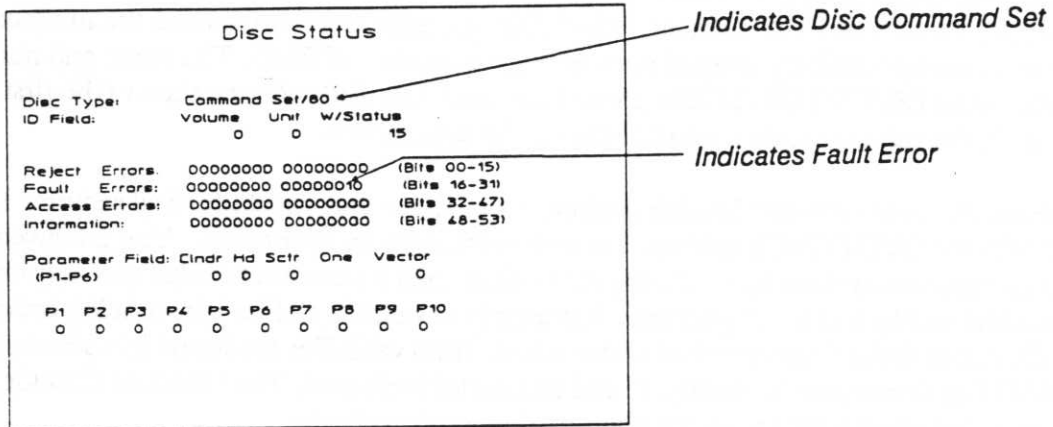 Disc Status
Indicates Disc Command Set
Disc Type: Command Set/80
ID Field: Volume Unit W/Status
0 0 15
Indicates Fault Error
Reject Errors. 00000000 00000000 (Bits 00-15)
Fault Errors: 00000000 00000010 (Bits 16-31)
Access Errors: 00000000 00000000 (Bits 32-47)
Information: 00000000 00000000 (Bits 48-53)
Parameter Field: Clndr Hd Sctr One Vector
(P1-P6) 0 0 0 0
P1 P2 P3 P4 P5 P6 P7 P8 P9 P10
0 0 0 0 0 0 0 0 0 0